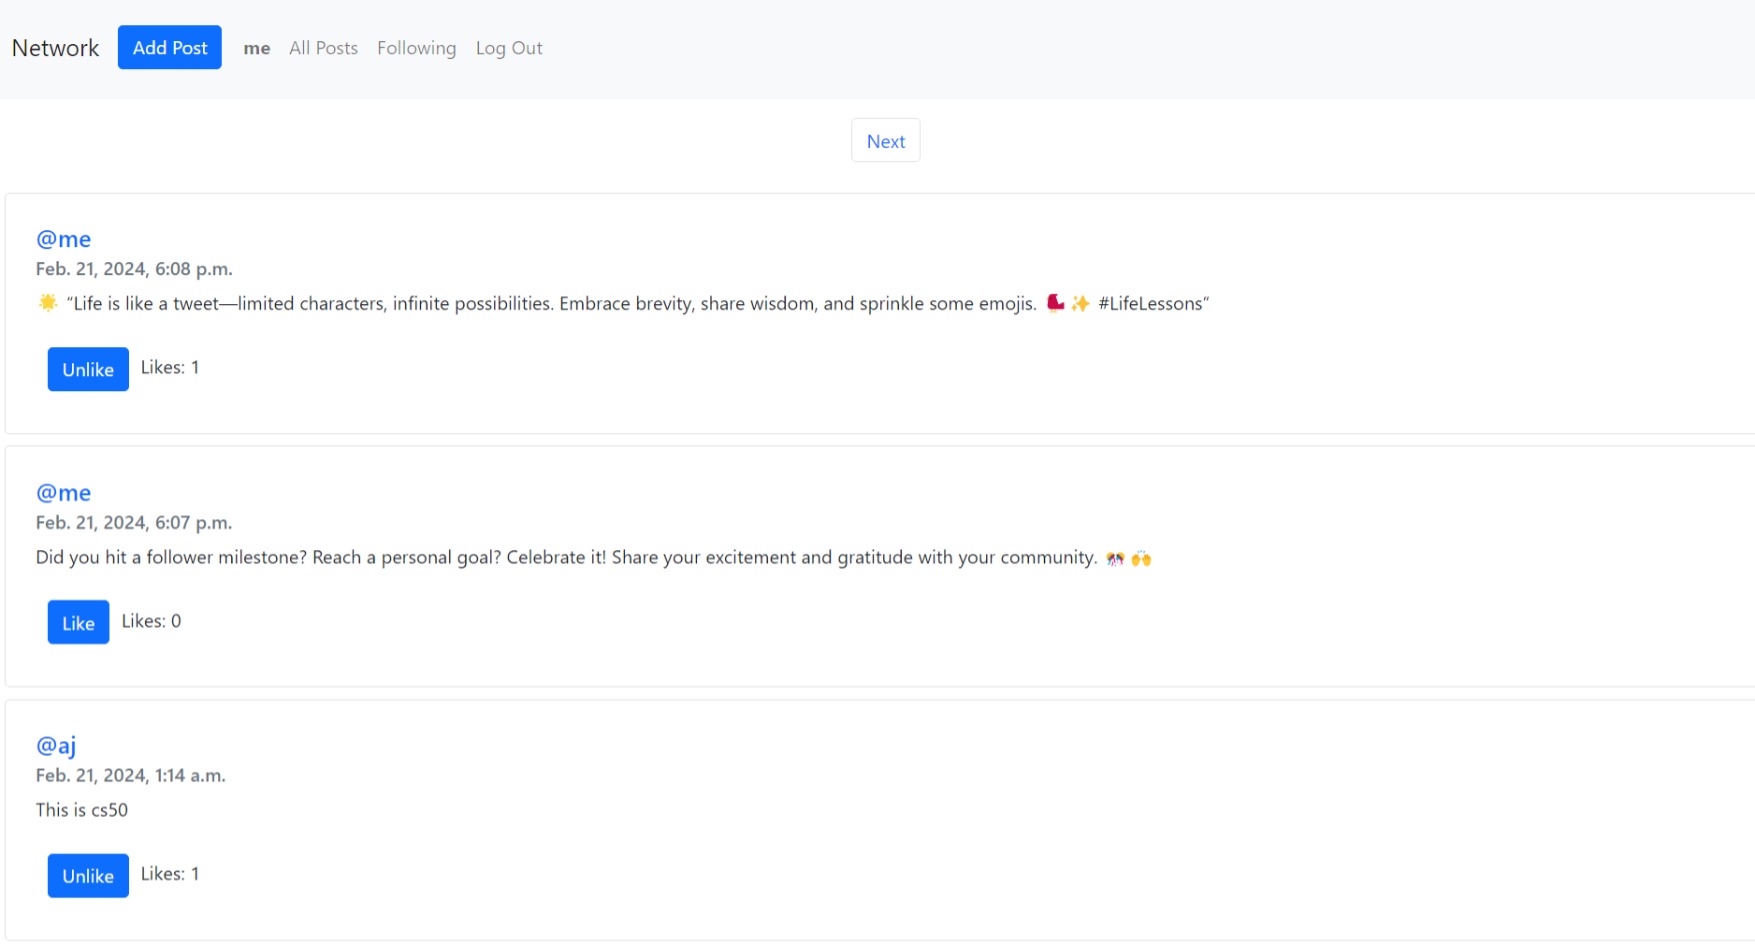 Network Add Post me All Posts Following Log Out
Next
@me
Feb. 21, 2024, 6:08 p.m.
🌟 “Life is like a tweet—limited characters, infinite possibilities. Embrace brevity, share wisdom, and sprinkle some emojis. ✨ #LifeLessons”
Unlike Likes: 1
@me
Feb. 21, 2024, 6:07 p.m.
Did you hit a follower milestone? Reach a personal goal? Celebrate it! Share your excitement and gratitude with your community. 🎊 🙌
Like Likes: 0
@aj
Feb. 21, 2024, 1:14 a.m.
This is cs50
Unlike Likes: 1